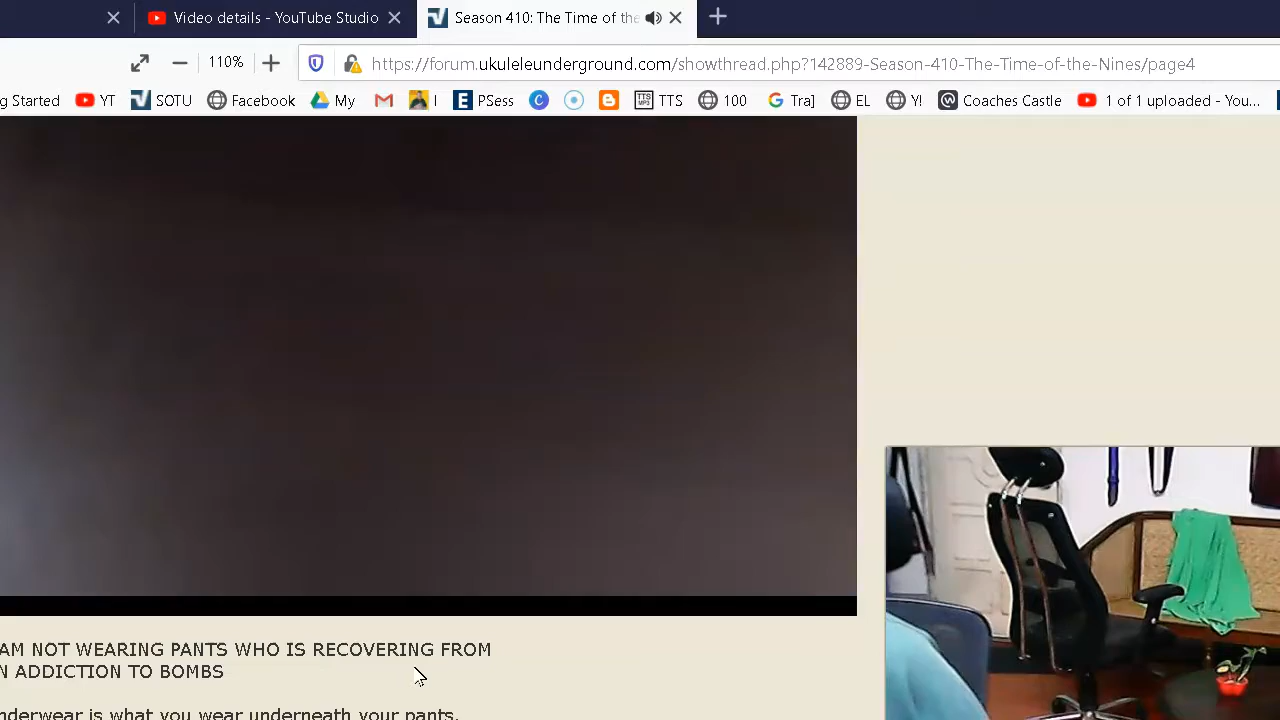 Video details - YouTube Studio
Season 410: The Time of the
110%
https://forum.ukuleleunderground.com/showthread.php?142889-Season-410-The-Time-of-the-Nines/page4
g Started YT SOTU Facebook My I PSess TTS 100 Tra] EL Coaches Castle 1 of 1 uploaded - You...
AM NOT WEARING PANTS WHO IS RECOVERING FROM
N ADDICTION TO BOMBS
nderwear is what you wear underneath your pants.